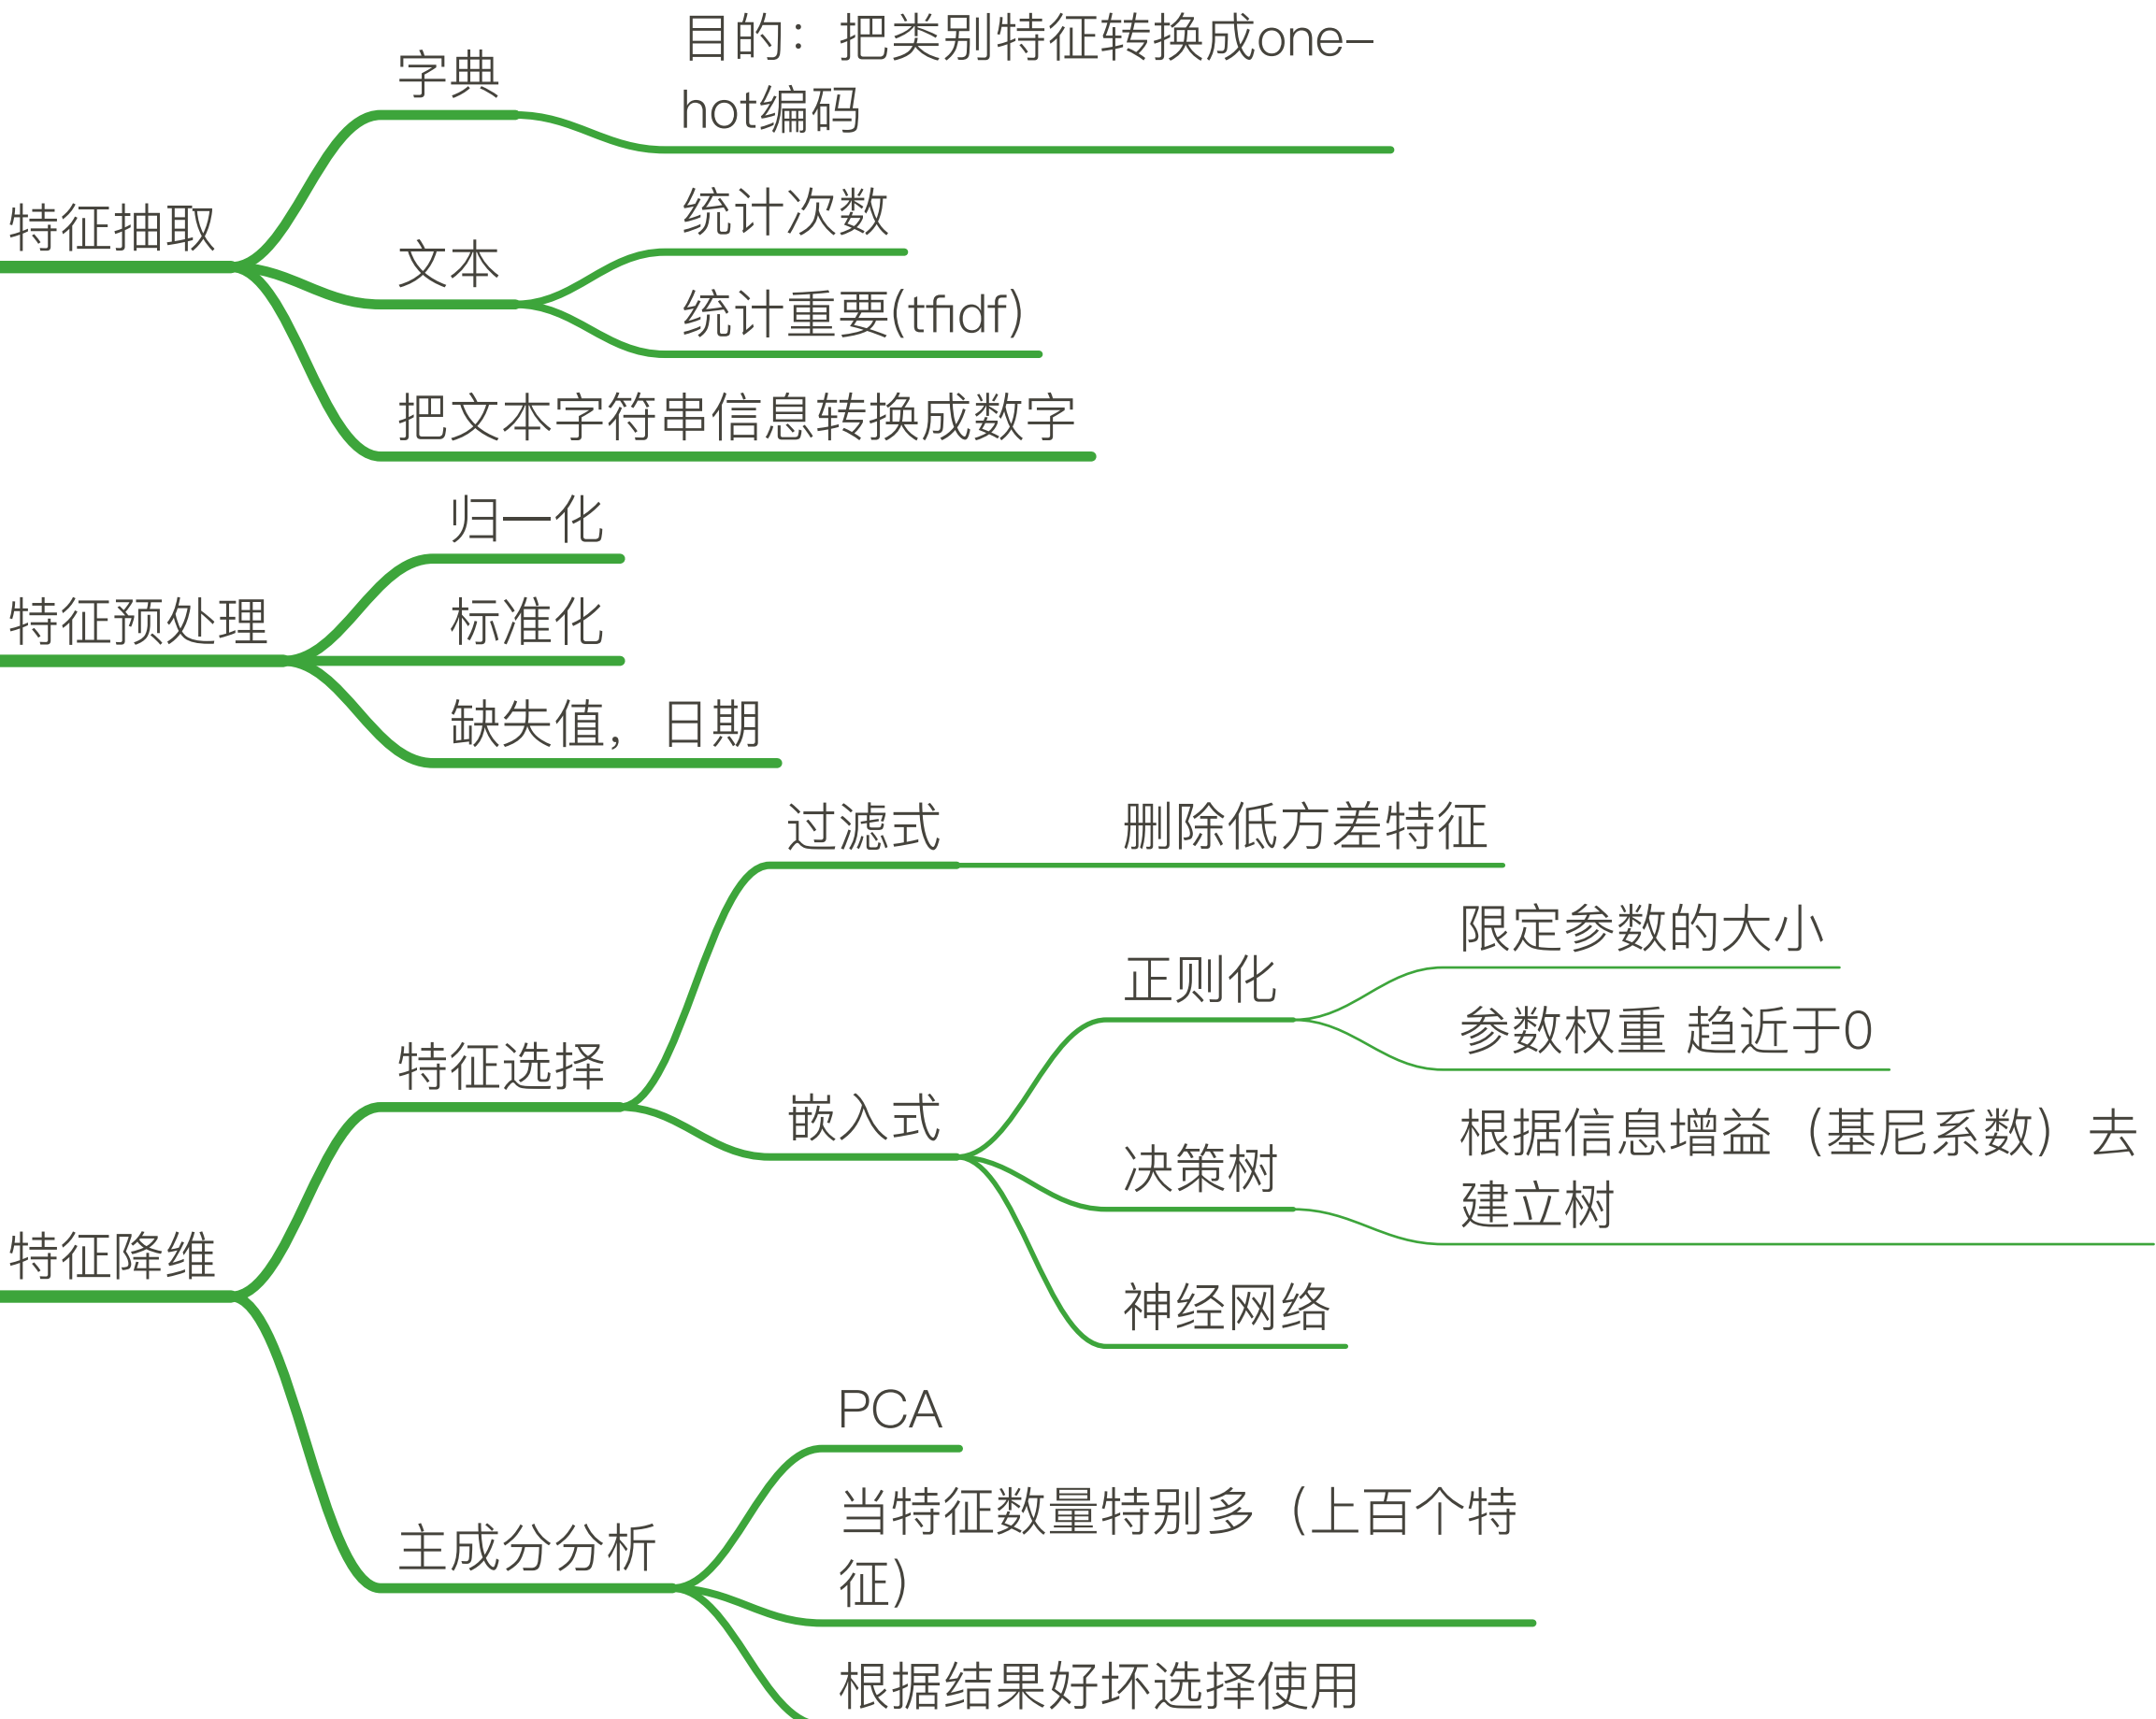 目的：把类别特征转换成one-
hot编码
字典
统计次数
特征抽取
文本
统计重要(tfidf)
把文本字符串信息转换成数字
归一化
特征预处理
标准化
缺失值，日期
过滤式
删除低方差特征
限定参数的大小
正则化
参数权重 趋近于0
特征选择
嵌入式
根据信息增益（基尼系数）去
建立树
决策树
特征降维
神经网络
PCA
当特征数量特别多（上百个特
征）
主成分分析
根据结果好坏选择使用